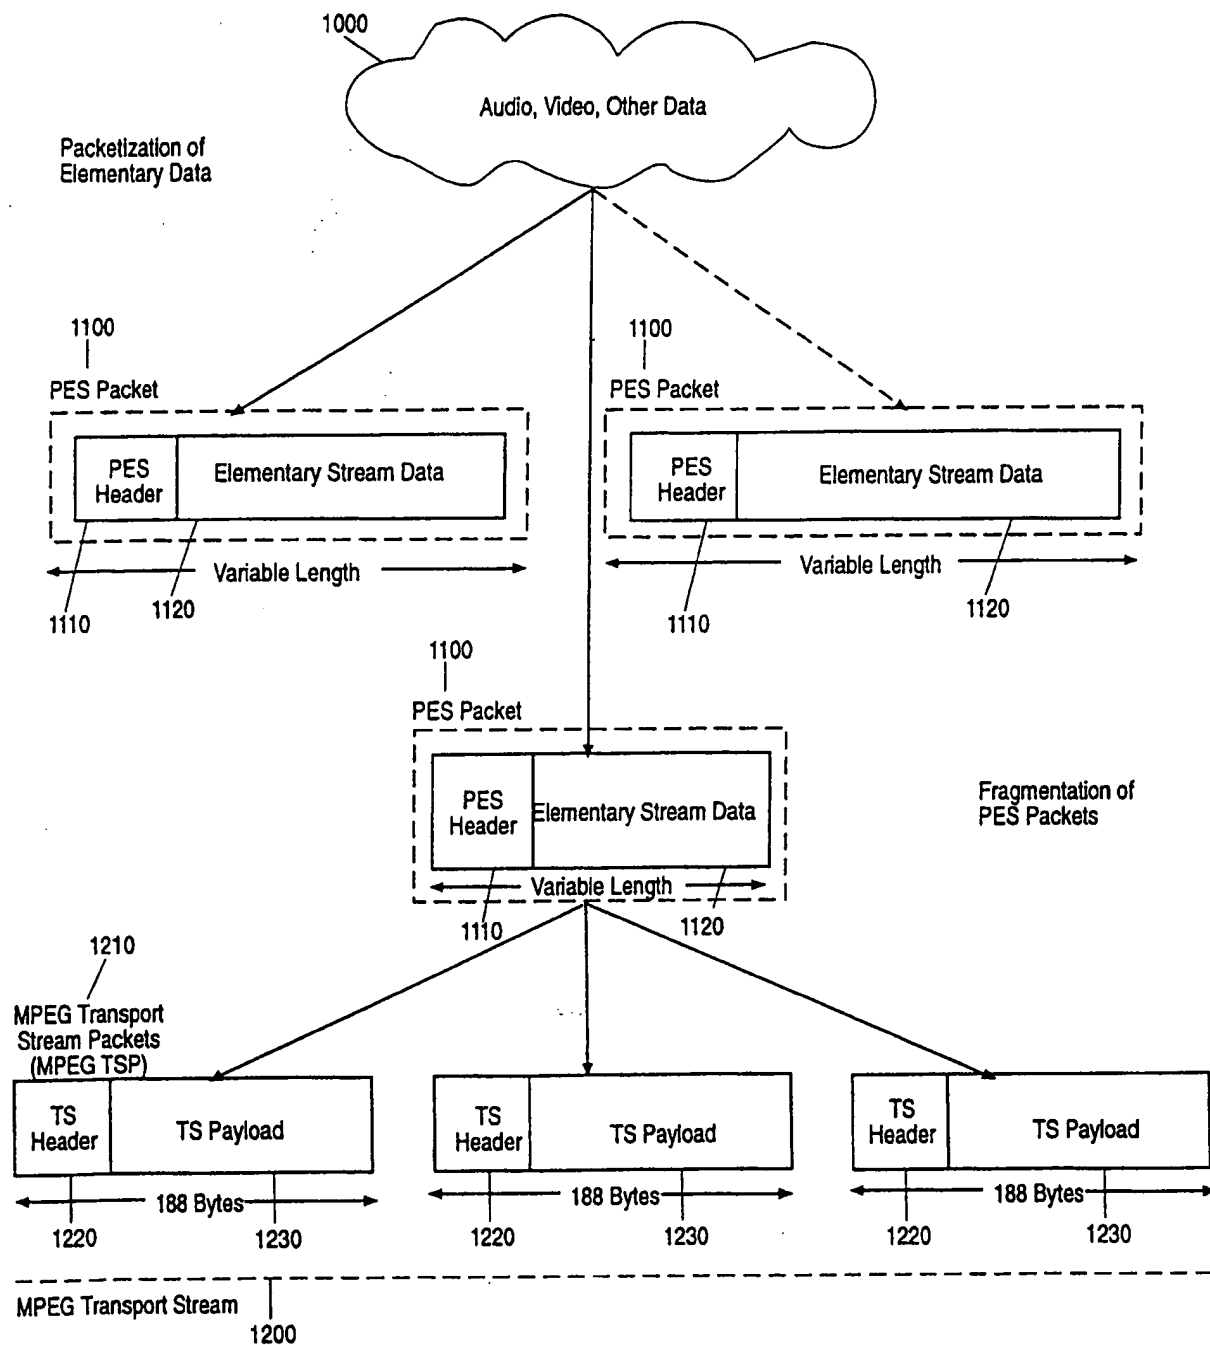 1000
Audio, Video, Other Data
Packetization of
Elementary Data
1100
PES Packet
PES
Header
Elementary Stream Data
Variable Length
1110
1120
1100
PES Packet
PES
Header
Elementary Stream Data
Variable Length
1110
1120
1100
PES Packet
PES
Header
Elementary Stream Data
Variable Length
1110
1120
Fragmentation of
PES Packets
1210
MPEG Transport
Stream Packets
(MPEG TSP)
TS
Header
TS Payload
188 Bytes
1220
1230
TS
Header
TS Payload
188 Bytes
1220
1230
TS
Header
TS Payload
188 Bytes
1220
1230
MPEG Transport Stream
1200